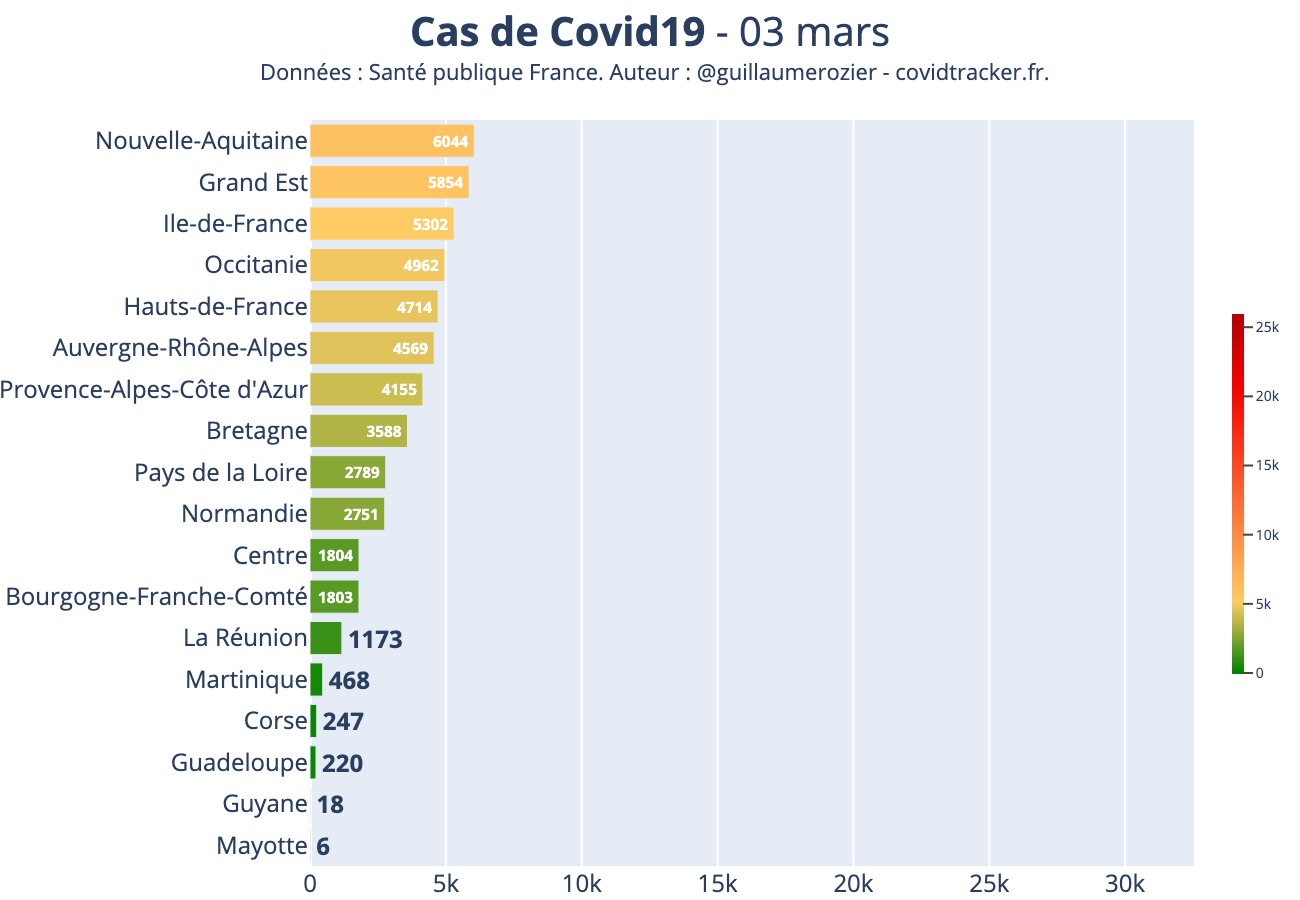 Cas de Covid19 - 03 mars
Données : Santé publique France. Auteur : @guillaumerozier - covidtracker.fr.
Nouvelle-Aquitaine 6044
Grand Est 5854
Ile-de-France 5302
Occitanie 4962
Hauts-de-France 4714
Auvergne-Rhône-Alpes 4569
Provence-Alpes-Côte d'Azur 4155
Bretagne 3588
Pays de la Loire 2789
Normandie 2751
Centre 1804
Bourgogne-Franche-Comté 1803
La Réunion 1173
Martinique 468
Corse 247
Guadeloupe 220
Guyane 18
Mayotte 6
0 5k 10k 15k 20k 25k 30k
25k
20k
15k
10k
5k
0